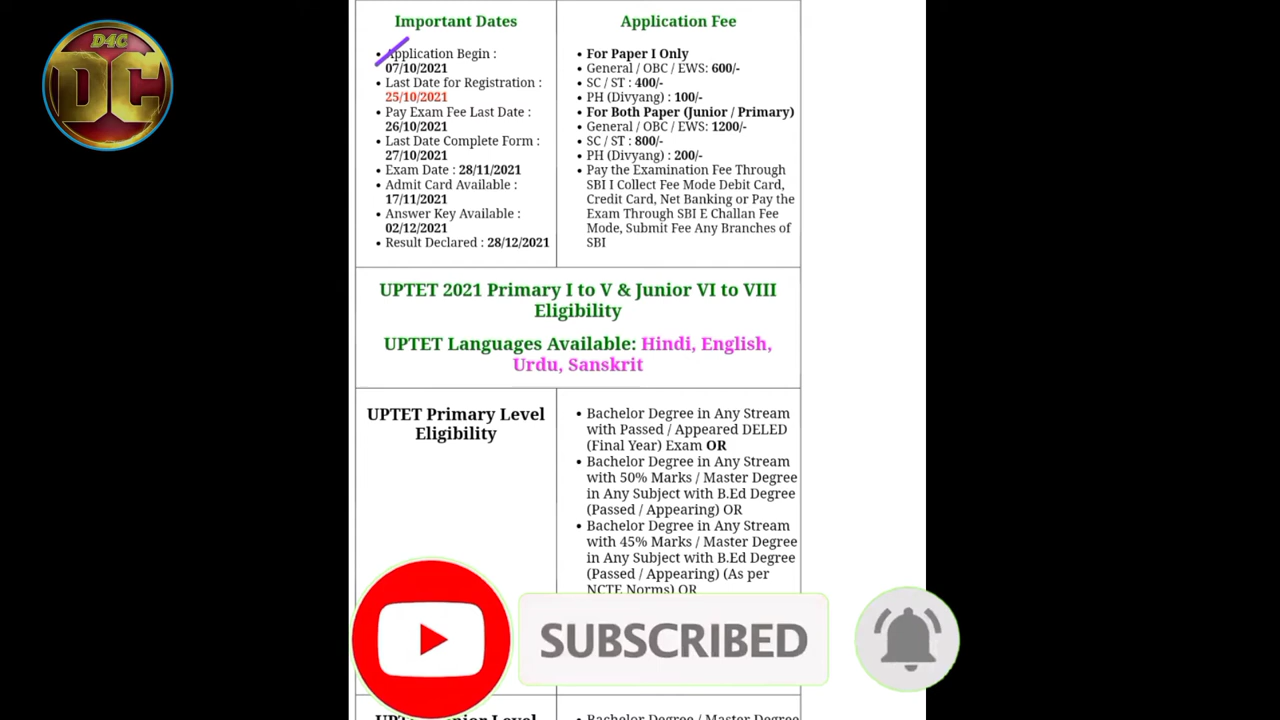 D4C
DC
Important Dates
Application Begin :
07/10/2021
Last Date for Registration :
25/10/2021
Pay Exam Fee Last Date :
26/10/2021
Last Date Complete Form :
27/10/2021
Exam Date : 28/11/2021
Admit Card Available :
17/11/2021
Answer Key Available :
02/12/2021
Result Declared : 28/12/2021
Application Fee
For Paper I Only
General / OBC / EWS: 600/-
SC / ST : 400/-
PH (Divyang) : 100/-
For Both Paper (Junior / Primary)
General / OBC / EWS: 1200/-
SC / ST : 800/-
PH (Divyang) : 200/-
Pay the Examination Fee Through
SBI I Collect Fee Mode Debit Card,
Credit Card, Net Banking or Pay the
Exam Through SBI E Challan Fee
Mode, Submit Fee Any Branches of
SBI
UPTET 2021 Primary I to V & Junior VI to VIII
Eligibility
UPTET Languages Available: Hindi, English,
Urdu, Sanskrit
UPTET Primary Level
Eligibility
Bachelor Degree in Any Stream
with Passed / Appeared DELED
(Final Year) Exam OR
Bachelor Degree in Any Stream
with 50% Marks / Master Degree
in Any Subject with B.Ed Degree
(Passed / Appearing) OR
Bachelor Degree in Any Stream
with 45% Marks / Master Degree
in Any Subject with B.Ed Degree
(Passed / Appearing) (As per
NCTE Norms) OR
SUBSCRIBED
Level
Bachelor Degree / Master Degree